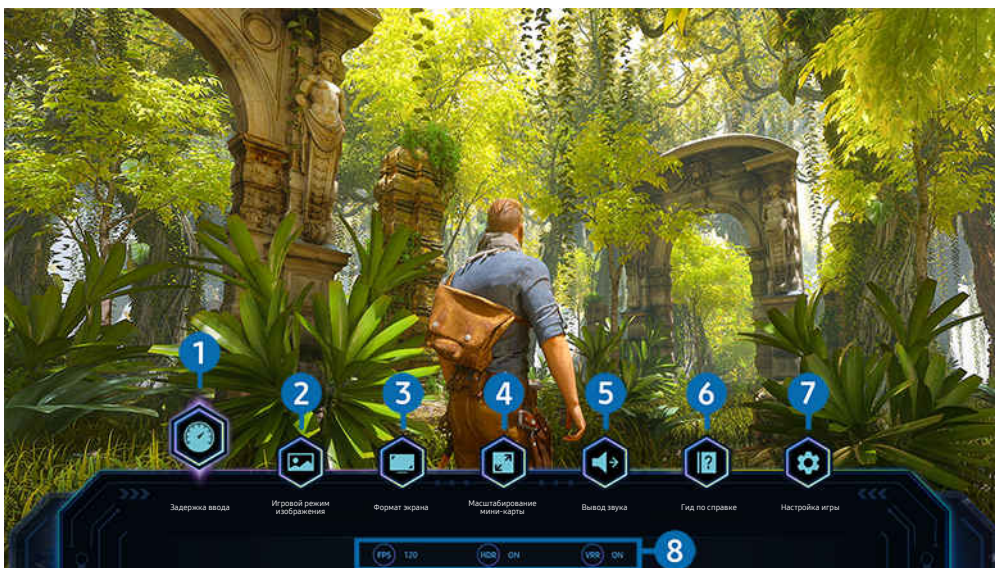 1
2
3
4
5
6
7
Задержка ввода
Игровой режим
изображения
Формат экрана
Масштабирование
мини-карты
Вывод звука
Гид по справке
Настройка игры
FPS 120 HDR ON VRR ON
8